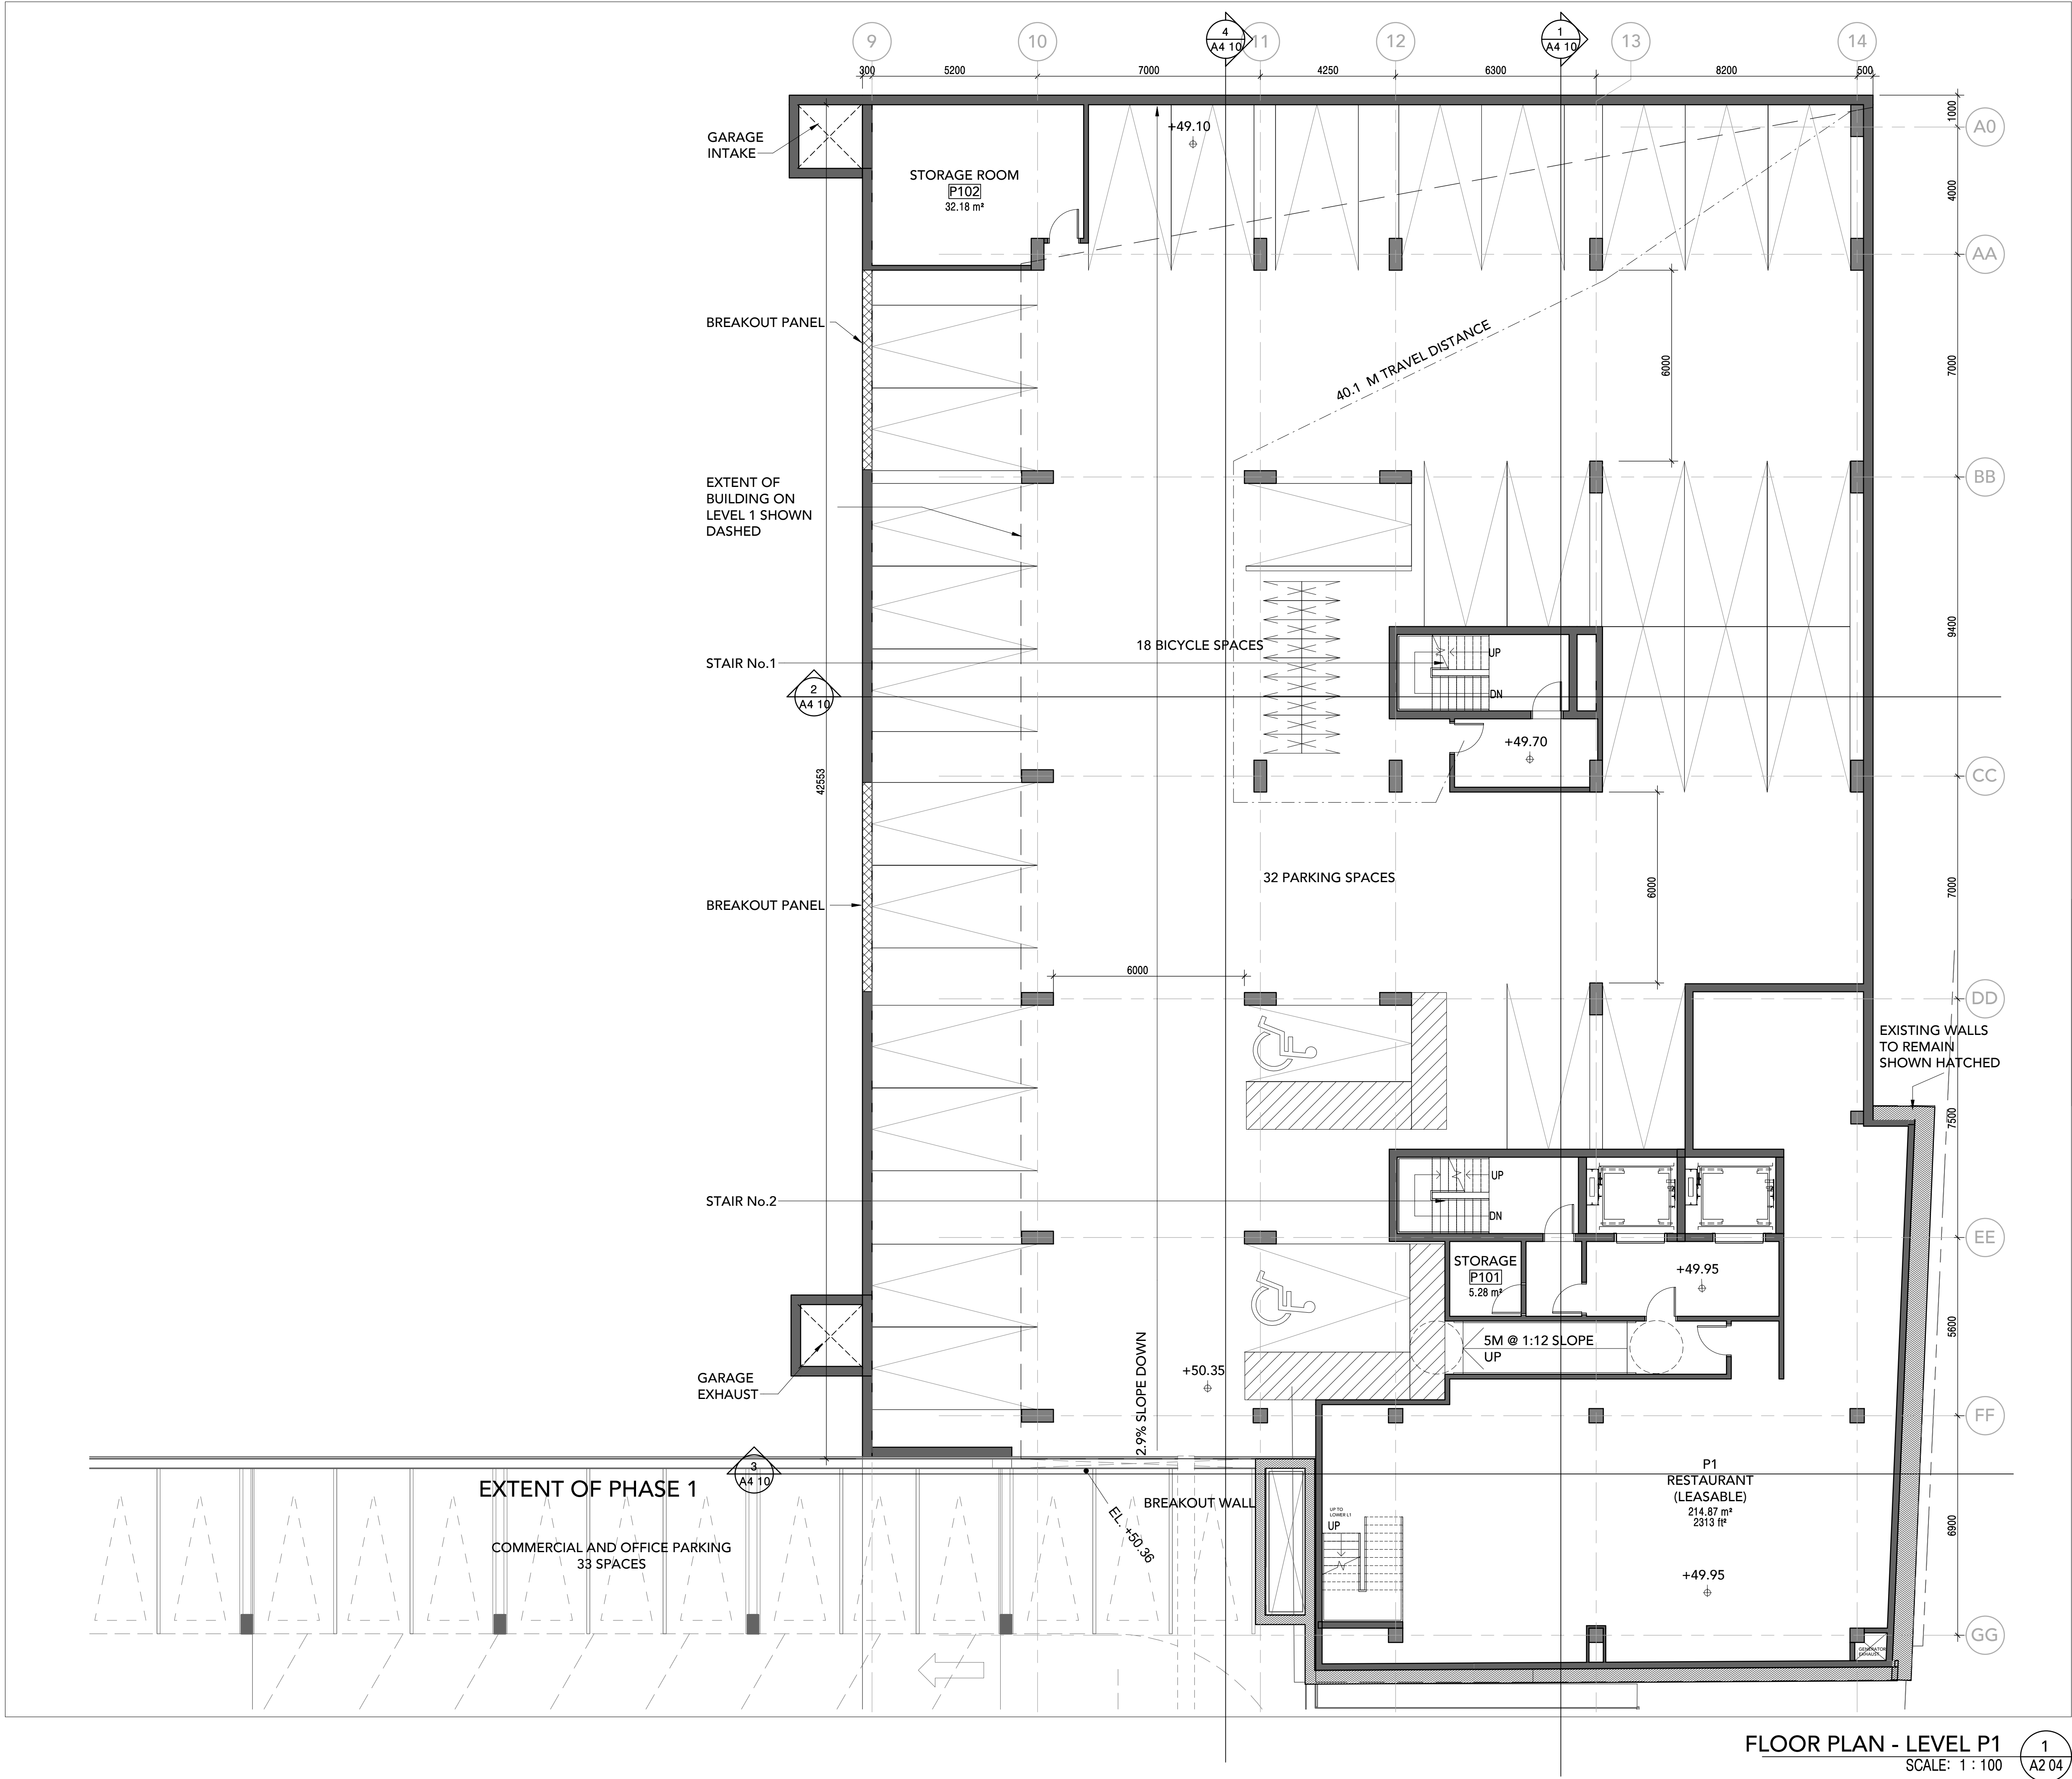 9
10
4
A4 10
11
12
1
A4 10
13
14
300
5200
7000
4250
6300
8200
500
1000
A0
GARAGE
INTAKE
+49.10
STORAGE ROOM
P102
32.18 m²
4000
AA
BREAKOUT PANEL
40.1 M TRAVEL DISTANCE
6000
7000
BB
EXTENT OF
BUILDING ON
LEVEL 1 SHOWN
DASHED
18 BICYCLE SPACES
9400
STAIR No.1
UP
DN
2
A4 10
+49.70
42553
CC
32 PARKING SPACES
6000
7000
BREAKOUT PANEL
6000
DD
EXISTING WALLS
TO REMAIN
SHOWN HATCHED
7500
STAIR No.2
UP
DN
EE
STORAGE
P101
5.28 m²
+49.95
5M @ 1:12 SLOPE
UP
5600
GARAGE
EXHAUST
2.9% SLOPE DOWN
+50.35
FF
3
A4 10
EXTENT OF PHASE 1
BREAKOUT WALL
EL. +50.36
COMMERCIAL AND OFFICE PARKING
33 SPACES
UP TO
LOWER L1
UP
P1
RESTAURANT
(LEASABLE)
214.87 m²
2313 ft²
6900
+49.95
GG
GENERATOR
EXHAUST
FLOOR PLAN - LEVEL P1
SCALE: 1 : 100
1
A2 04